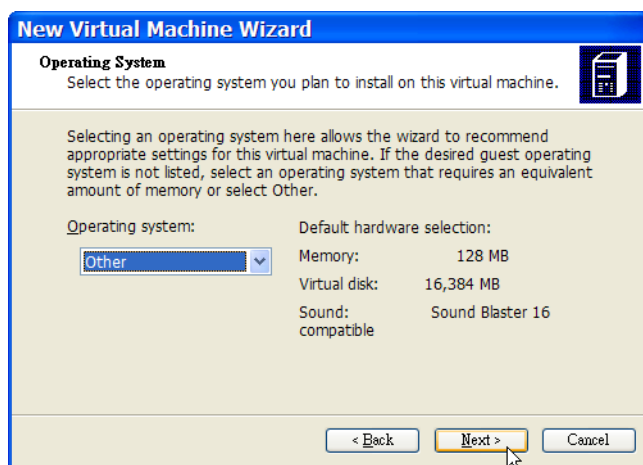 New Virtual Machine Wizard
Operating System
Select the operating system you plan to install on this virtual machine.
Selecting an operating system here allows the wizard to recommend
appropriate settings for this virtual machine. If the desired guest operating
system is not listed, select an operating system that requires an equivalent
amount of memory or select Other.
Operating system:
Other
Default hardware selection:
Memory: 128 MB
Virtual disk: 16,384 MB
Sound: Sound Blaster 16
compatible
< Back Next > Cancel